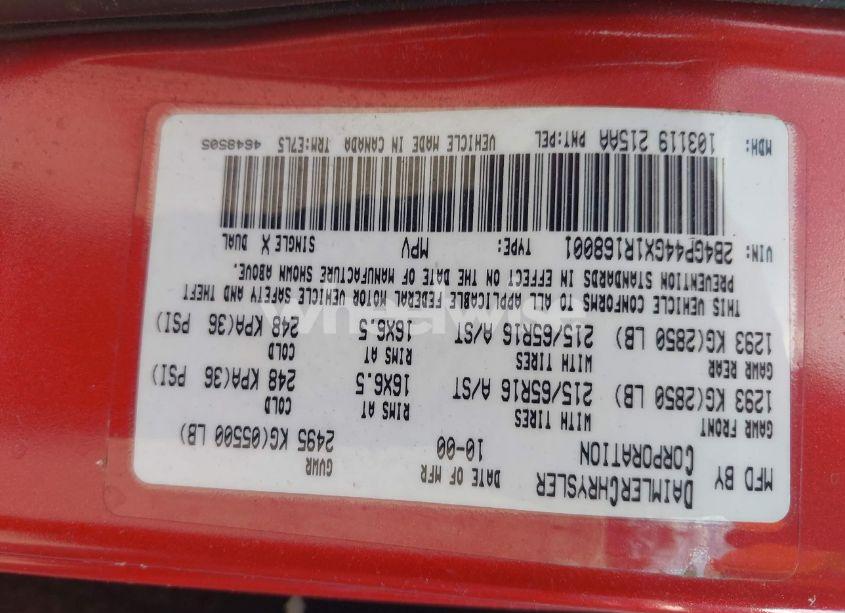 MFD BY DAIMLERCHRYSLER CORPORATION
DATE OF MFR 10-00
GVWR 2495 KG(05500 LB)
GAWR FRONT WITH TIRES RIMS AT COLD
1293 KG(2850 LB) 215/65R16 A/ST 16X6.5 248 KPA(36 PSI)
GAWR REAR WITH TIRES RIMS AT COLD
1293 KG(2850 LB) 215/65R16 A/ST 16X6.5 248 KPA(36 PSI)
THIS VEHICLE CONFORMS TO ALL APPLICABLE FEDERAL MOTOR VEHICLE SAFETY AND THEFT
PREVENTION STANDARDS IN EFFECT ON THE DATE OF MANUFACTURE SHOWN ABOVE.
VIN: 2B4GP44GX1R168001 TYPE: MPV SINGLE X DUAL
MDH: 103119 215AA PNT:PEL VEHICLE MADE IN CANADA TRM:E7L5 4648505
wheelwise